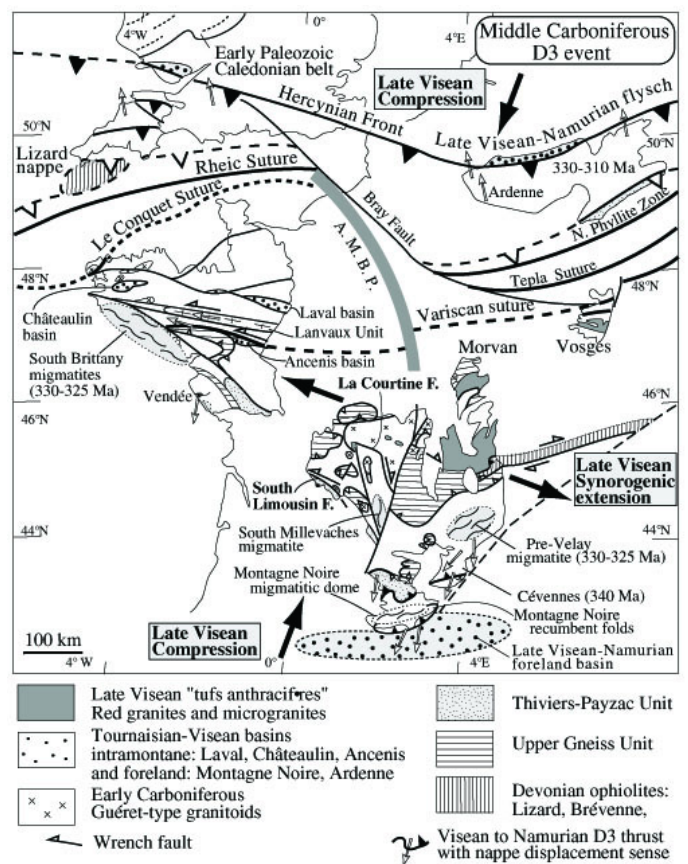 4°W
0°
4°E
Middle Carboniferous
D3 event
Early Paleozoic
Caledonian belt
Late Visean
Compression
Hercynian Front
Late Visean-Namurian flysch
50°N
50°N
330-310 Ma
Lizard
nappe
Rheic Suture
Ardenne
Le Conquet Suture
Bray Fault
N. Phyllite Zone
A. M. B. P.
48°N
Tepla Suture
48°N
Variscan suture
Châteaulin
basin
Laval basin
Lanvaux Unit
Ancenis basin
South Brittany
migmatites
(330-325 Ma)
Morvan
Vosges
La Courtine F.
Vendée
46°N
46°N
Late Visean
Synorogenic
extension
South
Limousin F.
44°N
44°N
South Millevaches
migmatite
Pre-Velay
migmatite (330-325 Ma)
Montagne Noire
migmatitic dome
Cévennes (340 Ma)
Montagne Noire
recumbent folds
Late Visean
Compression
Late Visean-Namurian
foreland basin
100 km
4°W
0°
4°E
Late Visean "tufs anthracifères"
Red granites and microgranites
Tournaisian-Visean basins
intramontane: Laval, Châteaulin, Ancenis
and foreland: Montagne Noire, Ardenne
Early Carboniferous
Guéret-type granitoids
Wrench fault
Thiviers-Payzac Unit
Upper Gneiss Unit
Devonian ophiolites:
Lizard, Brévenne,
Visean to Namurian D3 thrust
with nappe displacement sense